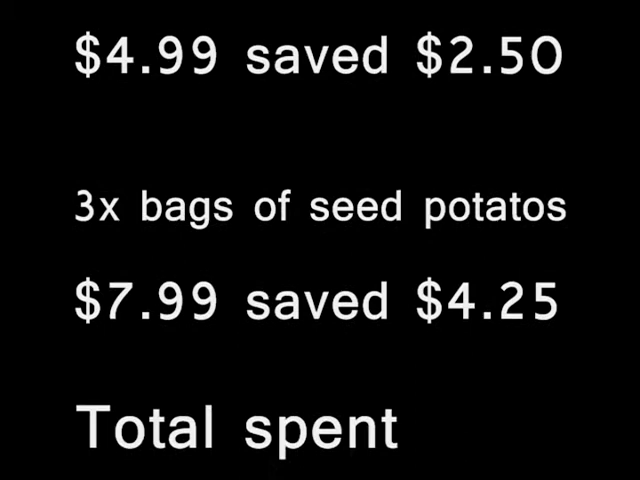 $4.99 saved $2.50
3x bags of seed potatos
$7.99 saved $4.25
Total spent